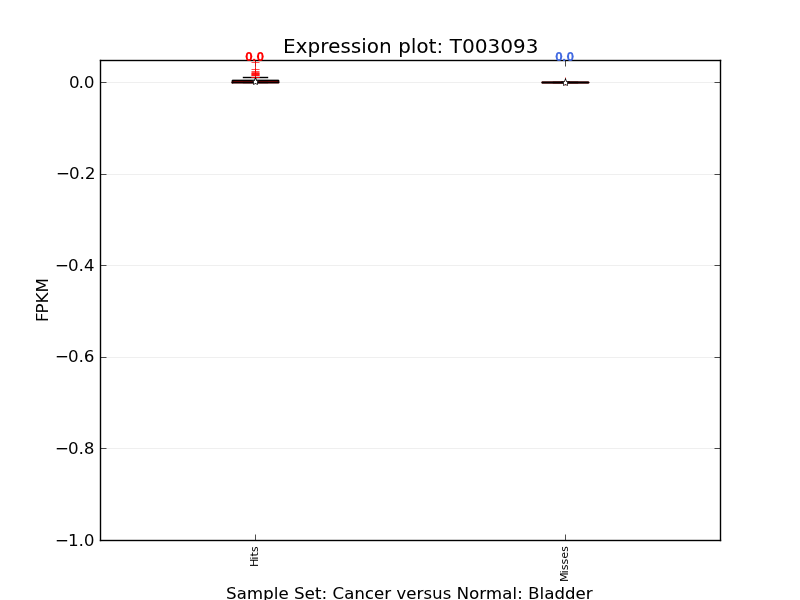 Expression plot: T003093
0.0
0.0
0.0
−0.2
−0.4
−0.6
−0.8
−1.0
FPKM
Hits
Misses
Sample Set: Cancer versus Normal: Bladder